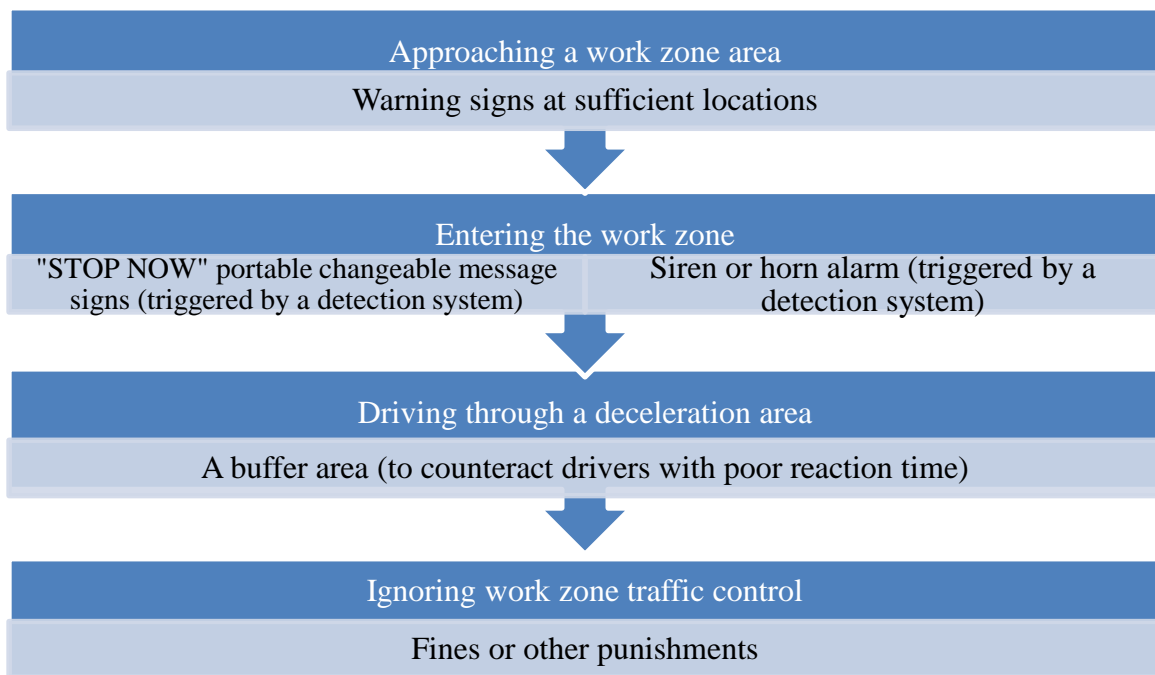 Approaching a work zone area
Warning signs at sufficient locations
Entering the work zone
"STOP NOW" portable changeable message
signs (triggered by a detection system)
Siren or horn alarm (triggered by a
detection system)
Driving through a deceleration area
A buffer area (to counteract drivers with poor reaction time)
Ignoring work zone traffic control
Fines or other punishments